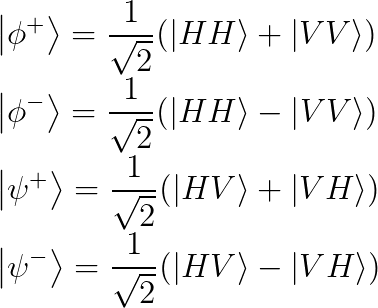 |ϕ⁺⟩ = 1/√2 (|HH⟩ + |VV⟩)
|ϕ⁻⟩ = 1/√2 (|HH⟩ − |VV⟩)
|ψ⁺⟩ = 1/√2 (|HV⟩ + |VH⟩)
|ψ⁻⟩ = 1/√2 (|HV⟩ − |VH⟩)